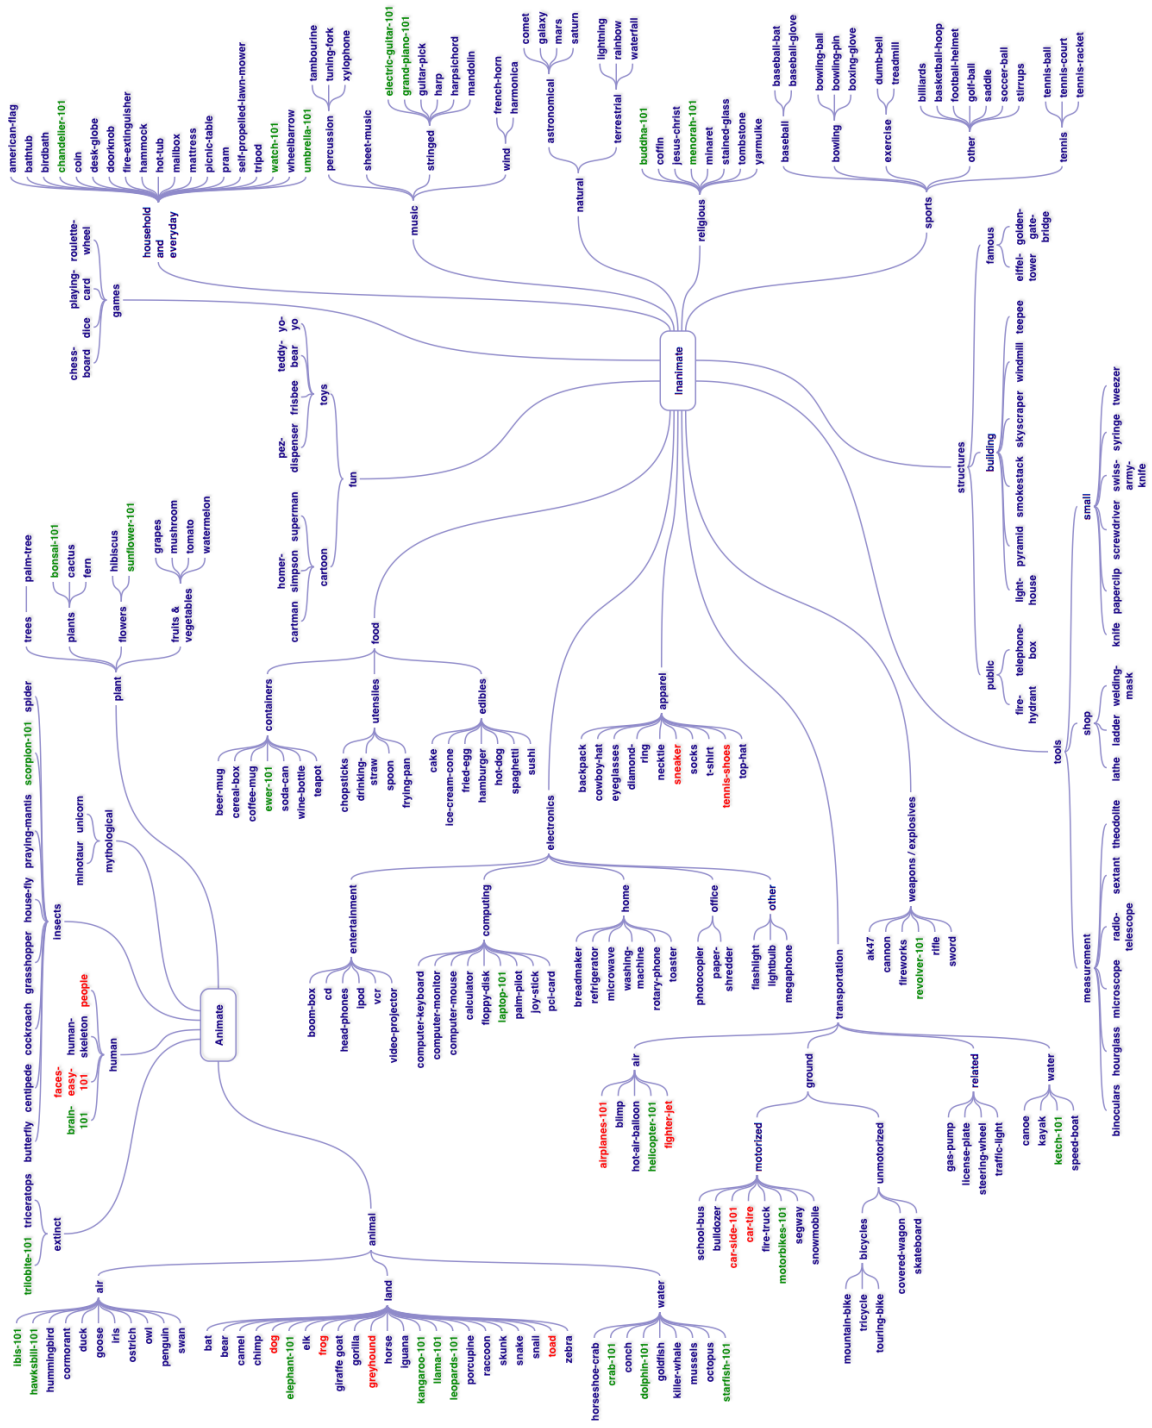 american-flag
bathtub
birdbath
chandelier-101
coin
desk-globe
doorknob
fire-extinguisher
hammock
hot-tub
mailbox
mattress
picnic-table
pram
self-propelled-lawn-mower
tripod
watch-101
wheelbarrow
umbrella-101
household
and
everyday
tambourine
tuning-fork
xylophone
percussion
sheet-music
electric-guitar-101
grand-piano-101
guitar-pick
harp
harpsichord
mandolin
stringed
french-horn
harmonica
wind
music
comet
galaxy
mars
saturn
astronomical
lightning
rainbow
waterfall
terrestrial
natural
buddha-101
coffin
jesus-christ
menorah-101
minaret
stained-glass
tombstone
yarmulke
religious
baseball-bat
baseball-glove
baseball
bowling-ball
bowling-pin
boxing-glove
bowling
dumb-bell
treadmill
exercise
billiards
basketball-hoop
football-helmet
golf-ball
saddle
soccer-ball
stirrups
other
tennis-ball
tennis-court
tennis-racket
tennis
sports
roulette-
wheel
playing-
card
dice
chess-
board
games
Inanimate
yo-
yo
teddy-
bear
frisbee
pez-
dispenser
toys
superman
homer-
simpson
cartman
cartoon
fun
structures
famous
golden-
gate-
bridge
eiffel-
tower
building
teepee
windmill
skyscraper
smokestack
pyramid
light-
house
public
telephone-
box
fire-
hydrant
tools
small
tweezer
syringe
swiss-
army-
knife
screwdriver
paperclip
knife
shop
welding-
mask
ladder
lathe
measurement
theodolite
sextant
radio-
telescope
microscope
hourglass
binoculars
food
containers
beer-mug
cereal-box
coffee-mug
ewer-101
soda-can
wine-bottle
teapot
utensiles
chopsticks
drinking-
straw
spoon
frying-pan
edibles
cake
ice-cream-cone
fried-egg
hamburger
hot-dog
spaghetti
sushi
apparel
backpack
cowboy-hat
eyeglasses
diamond-
ring
necktie
sneaker
socks
t-shirt
tennis-shoes
top-hat
electronics
entertainment
boom-box
cd
head-phones
ipod
vcr
video-projector
computing
computer-keyboard
computer-monitor
computer-mouse
calculator
floppy-disk
laptop-101
palm-pilot
joy-stick
pci-card
home
breadmaker
refrigerator
microwave
washing-
machine
rotary-phone
toaster
office
photocopier
paper-
shredder
other
flashlight
lightbulb
megaphone
weapons / explosives
ak47
cannon
fireworks
revolver-101
rifle
sword
transportation
air
airplanes-101
blimp
hot-air-balloon
helicopter-101
fighter-jet
ground
motorized
school-bus
bulldozer
car-side-101
car-tire
fire-truck
motorbikes-101
segway
snowmobile
unmotorized
bicycles
mountain-bike
tricycle
touring-bike
covered-wagon
skateboard
related
gas-pump
license-plate
steering-wheel
traffic-light
water
canoe
kayak
ketch-101
speed-boat
Animate
plant
trees
palm-tree
plants
bonsai-101
cactus
fern
flowers
hibiscus
sunflower-101
fruits &
vegetables
grapes
mushroom
tomato
watermelon
mythological
unicorn
minotaur
insects
spider
scorpion-101
praying-mantis
house-fly
grasshopper
cockroach
centipede
butterfly
human
people
human-
skeleton
faces-
easy-
101
brain-
101
extinct
triceratops
trilobite-101
animal
air
ibis-101
hawksbill-101
hummingbird
cormorant
duck
goose
iris
ostrich
owl
penguin
swan
land
bat
bear
camel
chimp
dog
elephant-101
elk
frog
giraffe goat
gorilla
greyhound
horse
iguana
kangaroo-101
llama-101
leopards-101
porcupine
raccoon
skunk
snake
snail
toad
zebra
water
horseshoe-crab
crab-101
conch
dolphin-101
goldfish
killer-whale
mussels
octopus
starfish-101